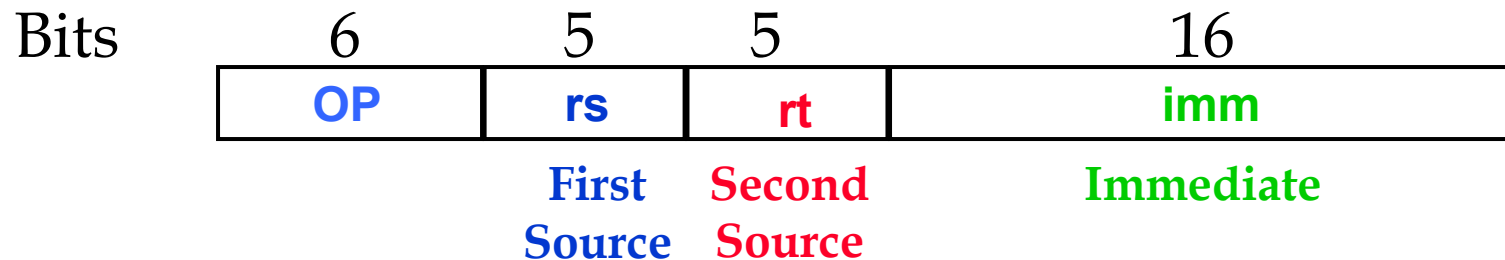 Bits 6 5 5 16
OP rs rt imm
First Second Immediate
Source Source